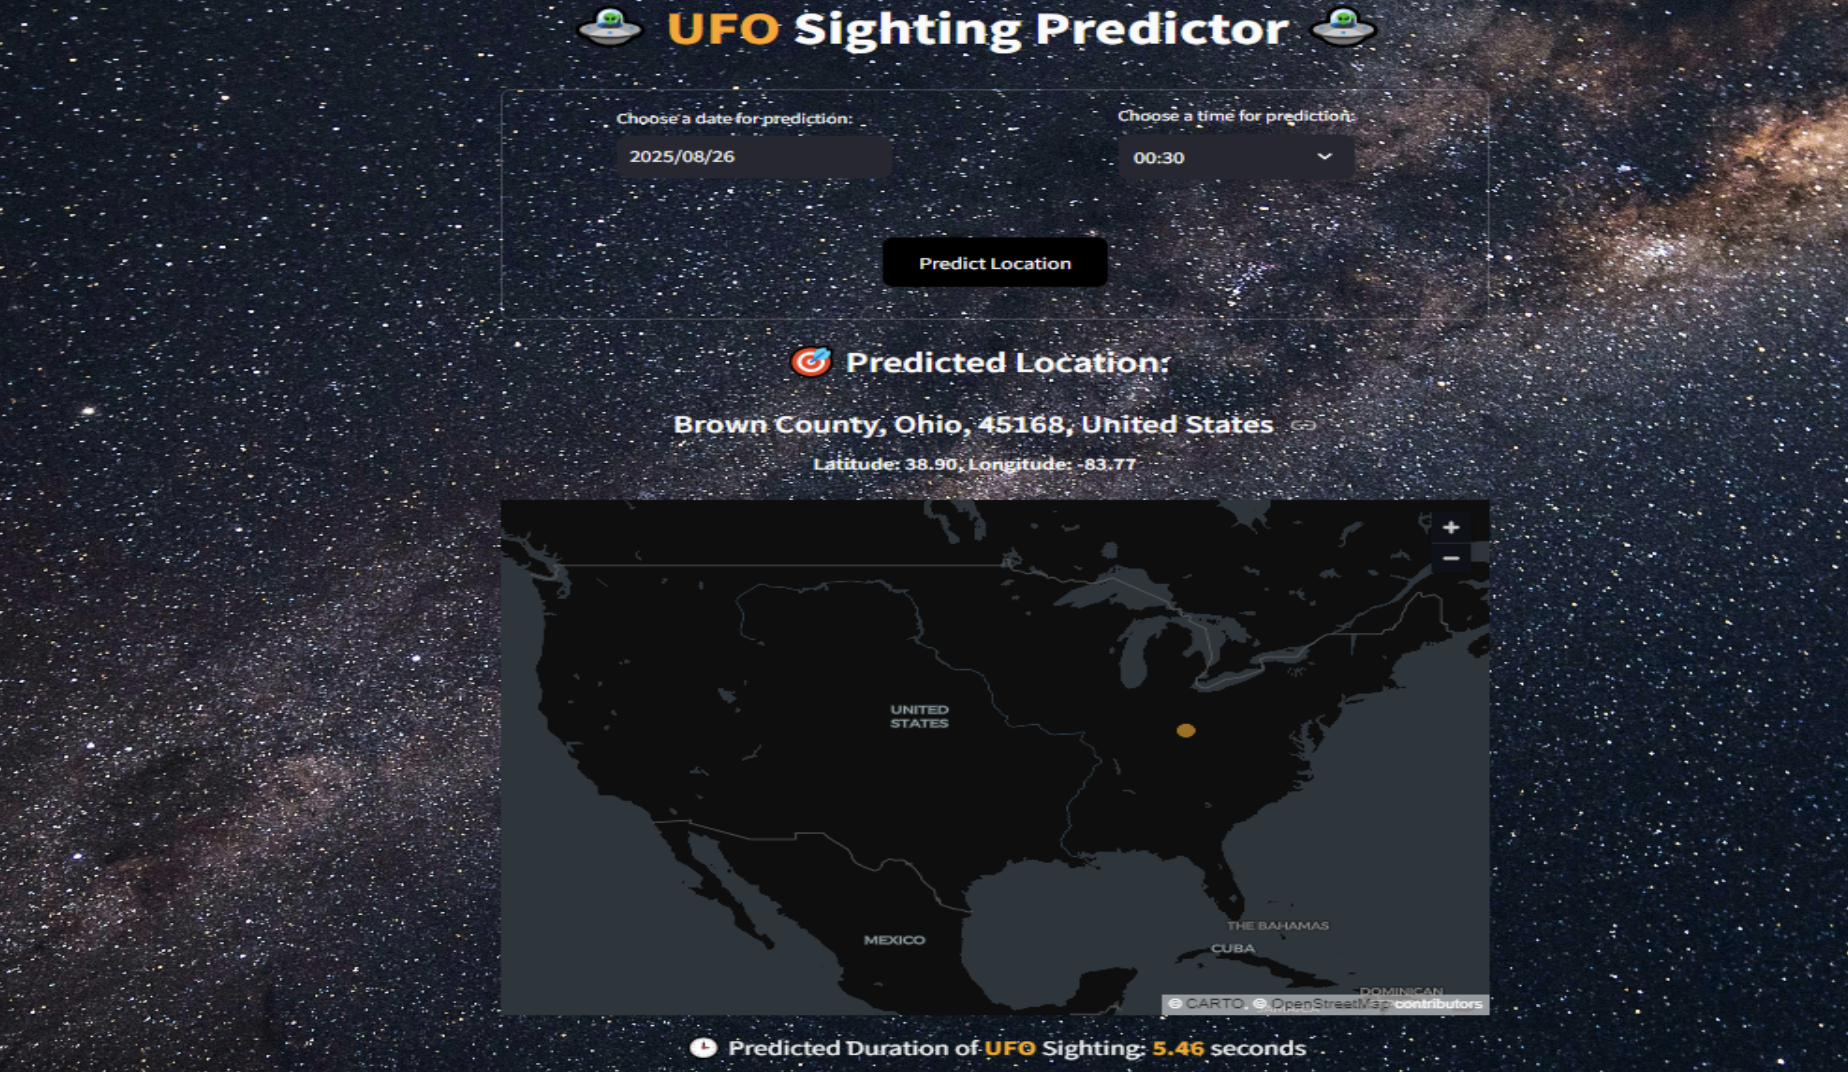 UFO Sighting Predictor
Choose a date for prediction:
Choose a time for prediction:
2025/08/26
00:30
Predict Location
Predicted Location:
Brown County, Ohio, 45168, United States
Latitude: 38.90, Longitude: -83.77
+
−
UNITED
STATES
MEXICO
THE BAHAMAS
CUBA
DOMINICAN
© CARTO, © OpenStreetMap contributors
Predicted Duration of UFO Sighting: 5.46 seconds